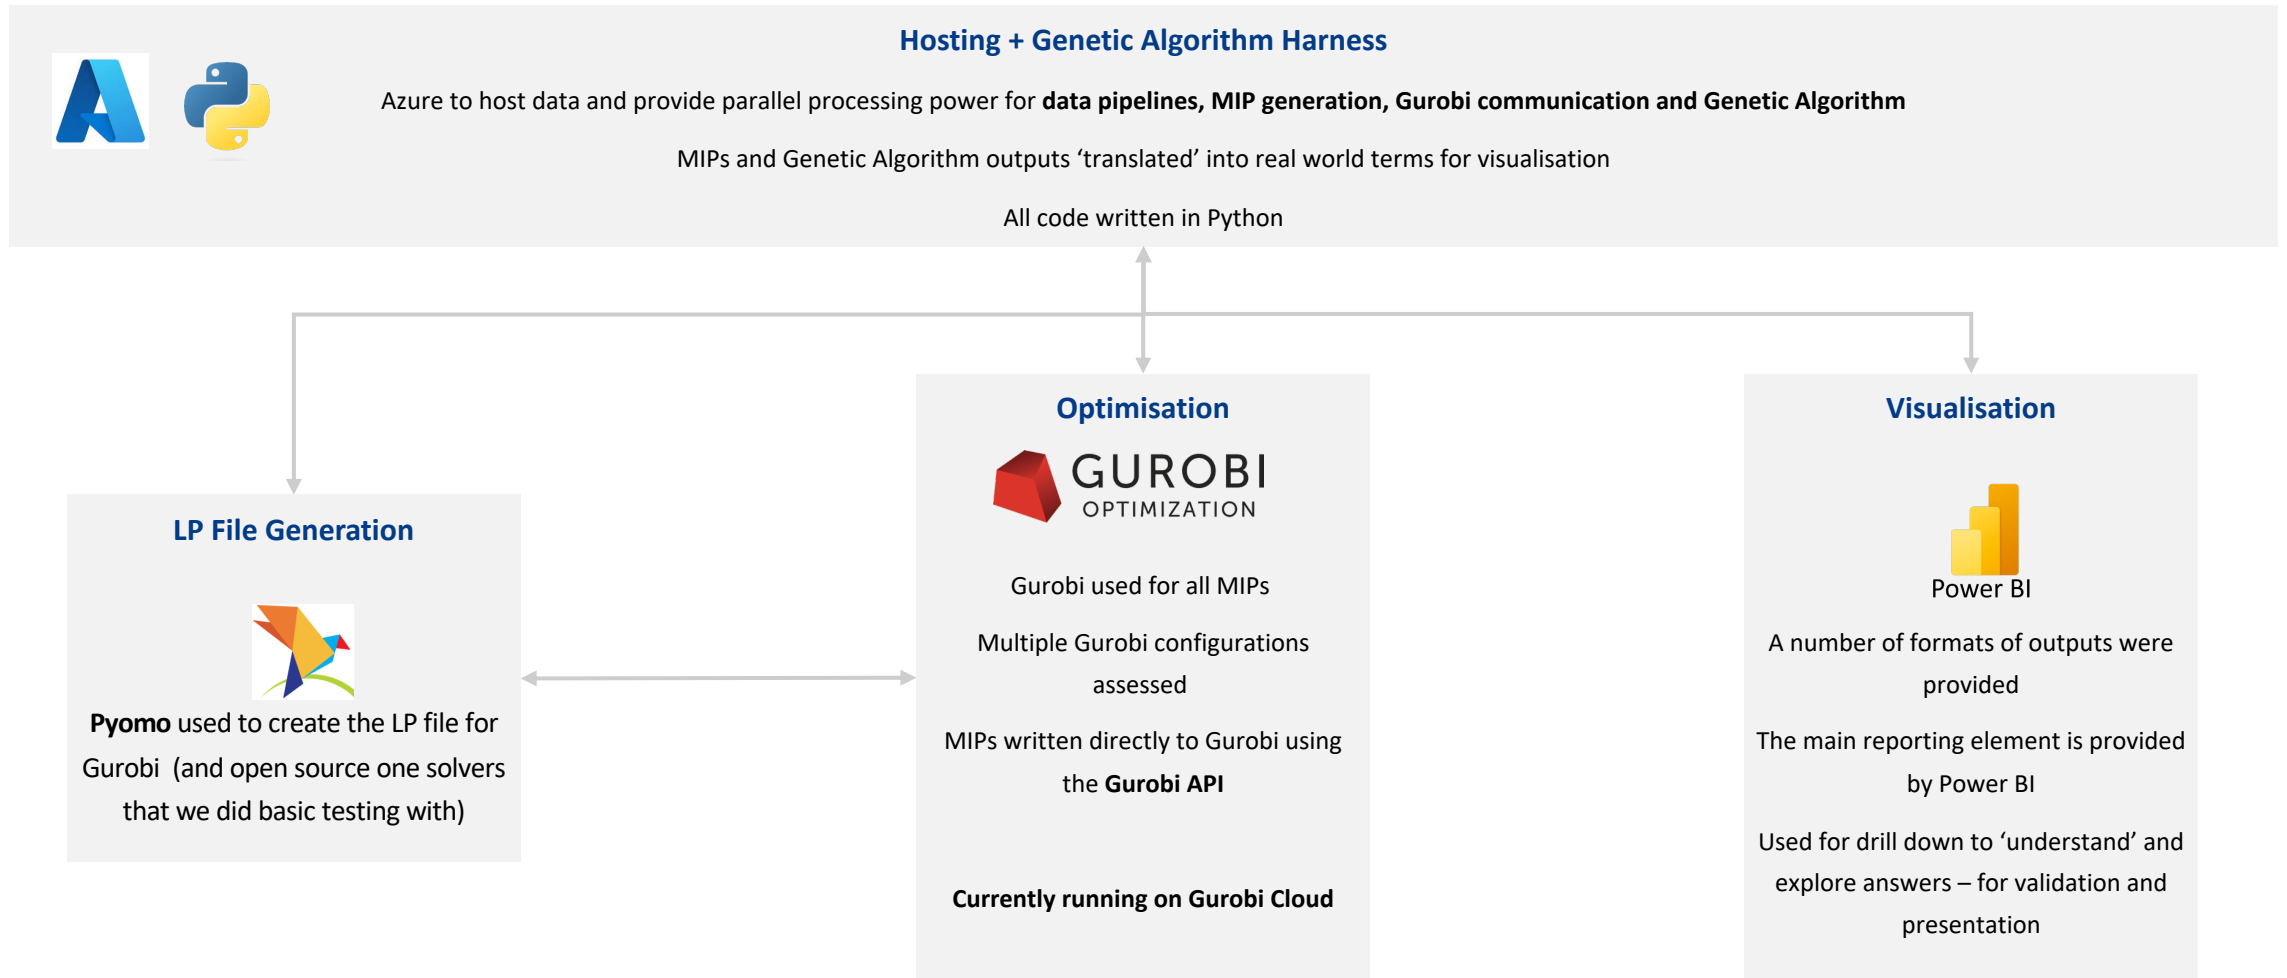 Hosting + Genetic Algorithm Harness
Azure to host data and provide parallel processing power for data pipelines, MIP generation, Gurobi communication and Genetic Algorithm
MIPs and Genetic Algorithm outputs ‘translated’ into real world terms for visualisation
All code written in Python
LP File Generation
Pyomo used to create the LP file for
Gurobi  (and open source one solvers
that we did basic testing with)
Optimisation
GUROBI
OPTIMIZATION
Gurobi used for all MIPs
Multiple Gurobi configurations
assessed
MIPs written directly to Gurobi using
the Gurobi API
Currently running on Gurobi Cloud
Visualisation
Power BI
A number of formats of outputs were
provided
The main reporting element is provided
by Power BI
Used for drill down to ‘understand’ and
explore answers – for validation and
presentation